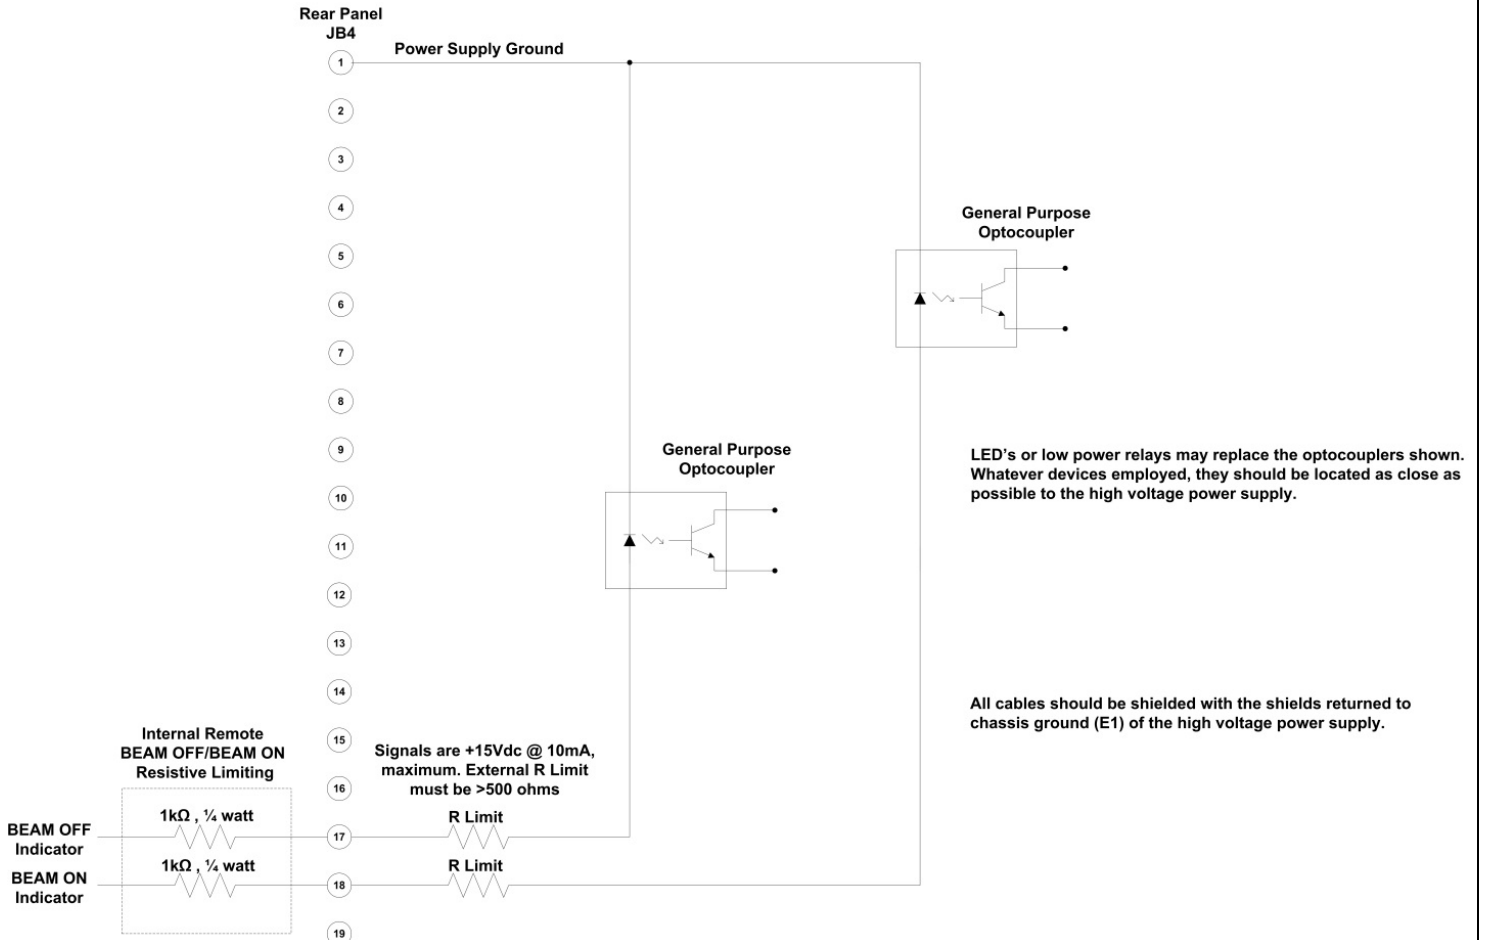 Rear Panel
JB4
Power Supply Ground
1
2
3
4
General Purpose
Optocoupler
5
6
7
8
9
General Purpose
Optocoupler
LED's or low power relays may replace the optocouplers shown.
Whatever devices employed, they should be located as close as
possible to the high voltage power supply.
10
11
12
13
14
All cables should be shielded with the shields returned to
chassis ground (E1) of the high voltage power supply.
15
Internal Remote
BEAM OFF/BEAM ON
Resistive Limiting
Signals are +15Vdc @ 10mA,
maximum. External R Limit
must be >500 ohms
16
1kΩ , ¼ watt
R Limit
BEAM OFF
Indicator
17
1kΩ , ¼ watt
R Limit
BEAM ON
Indicator
18
19